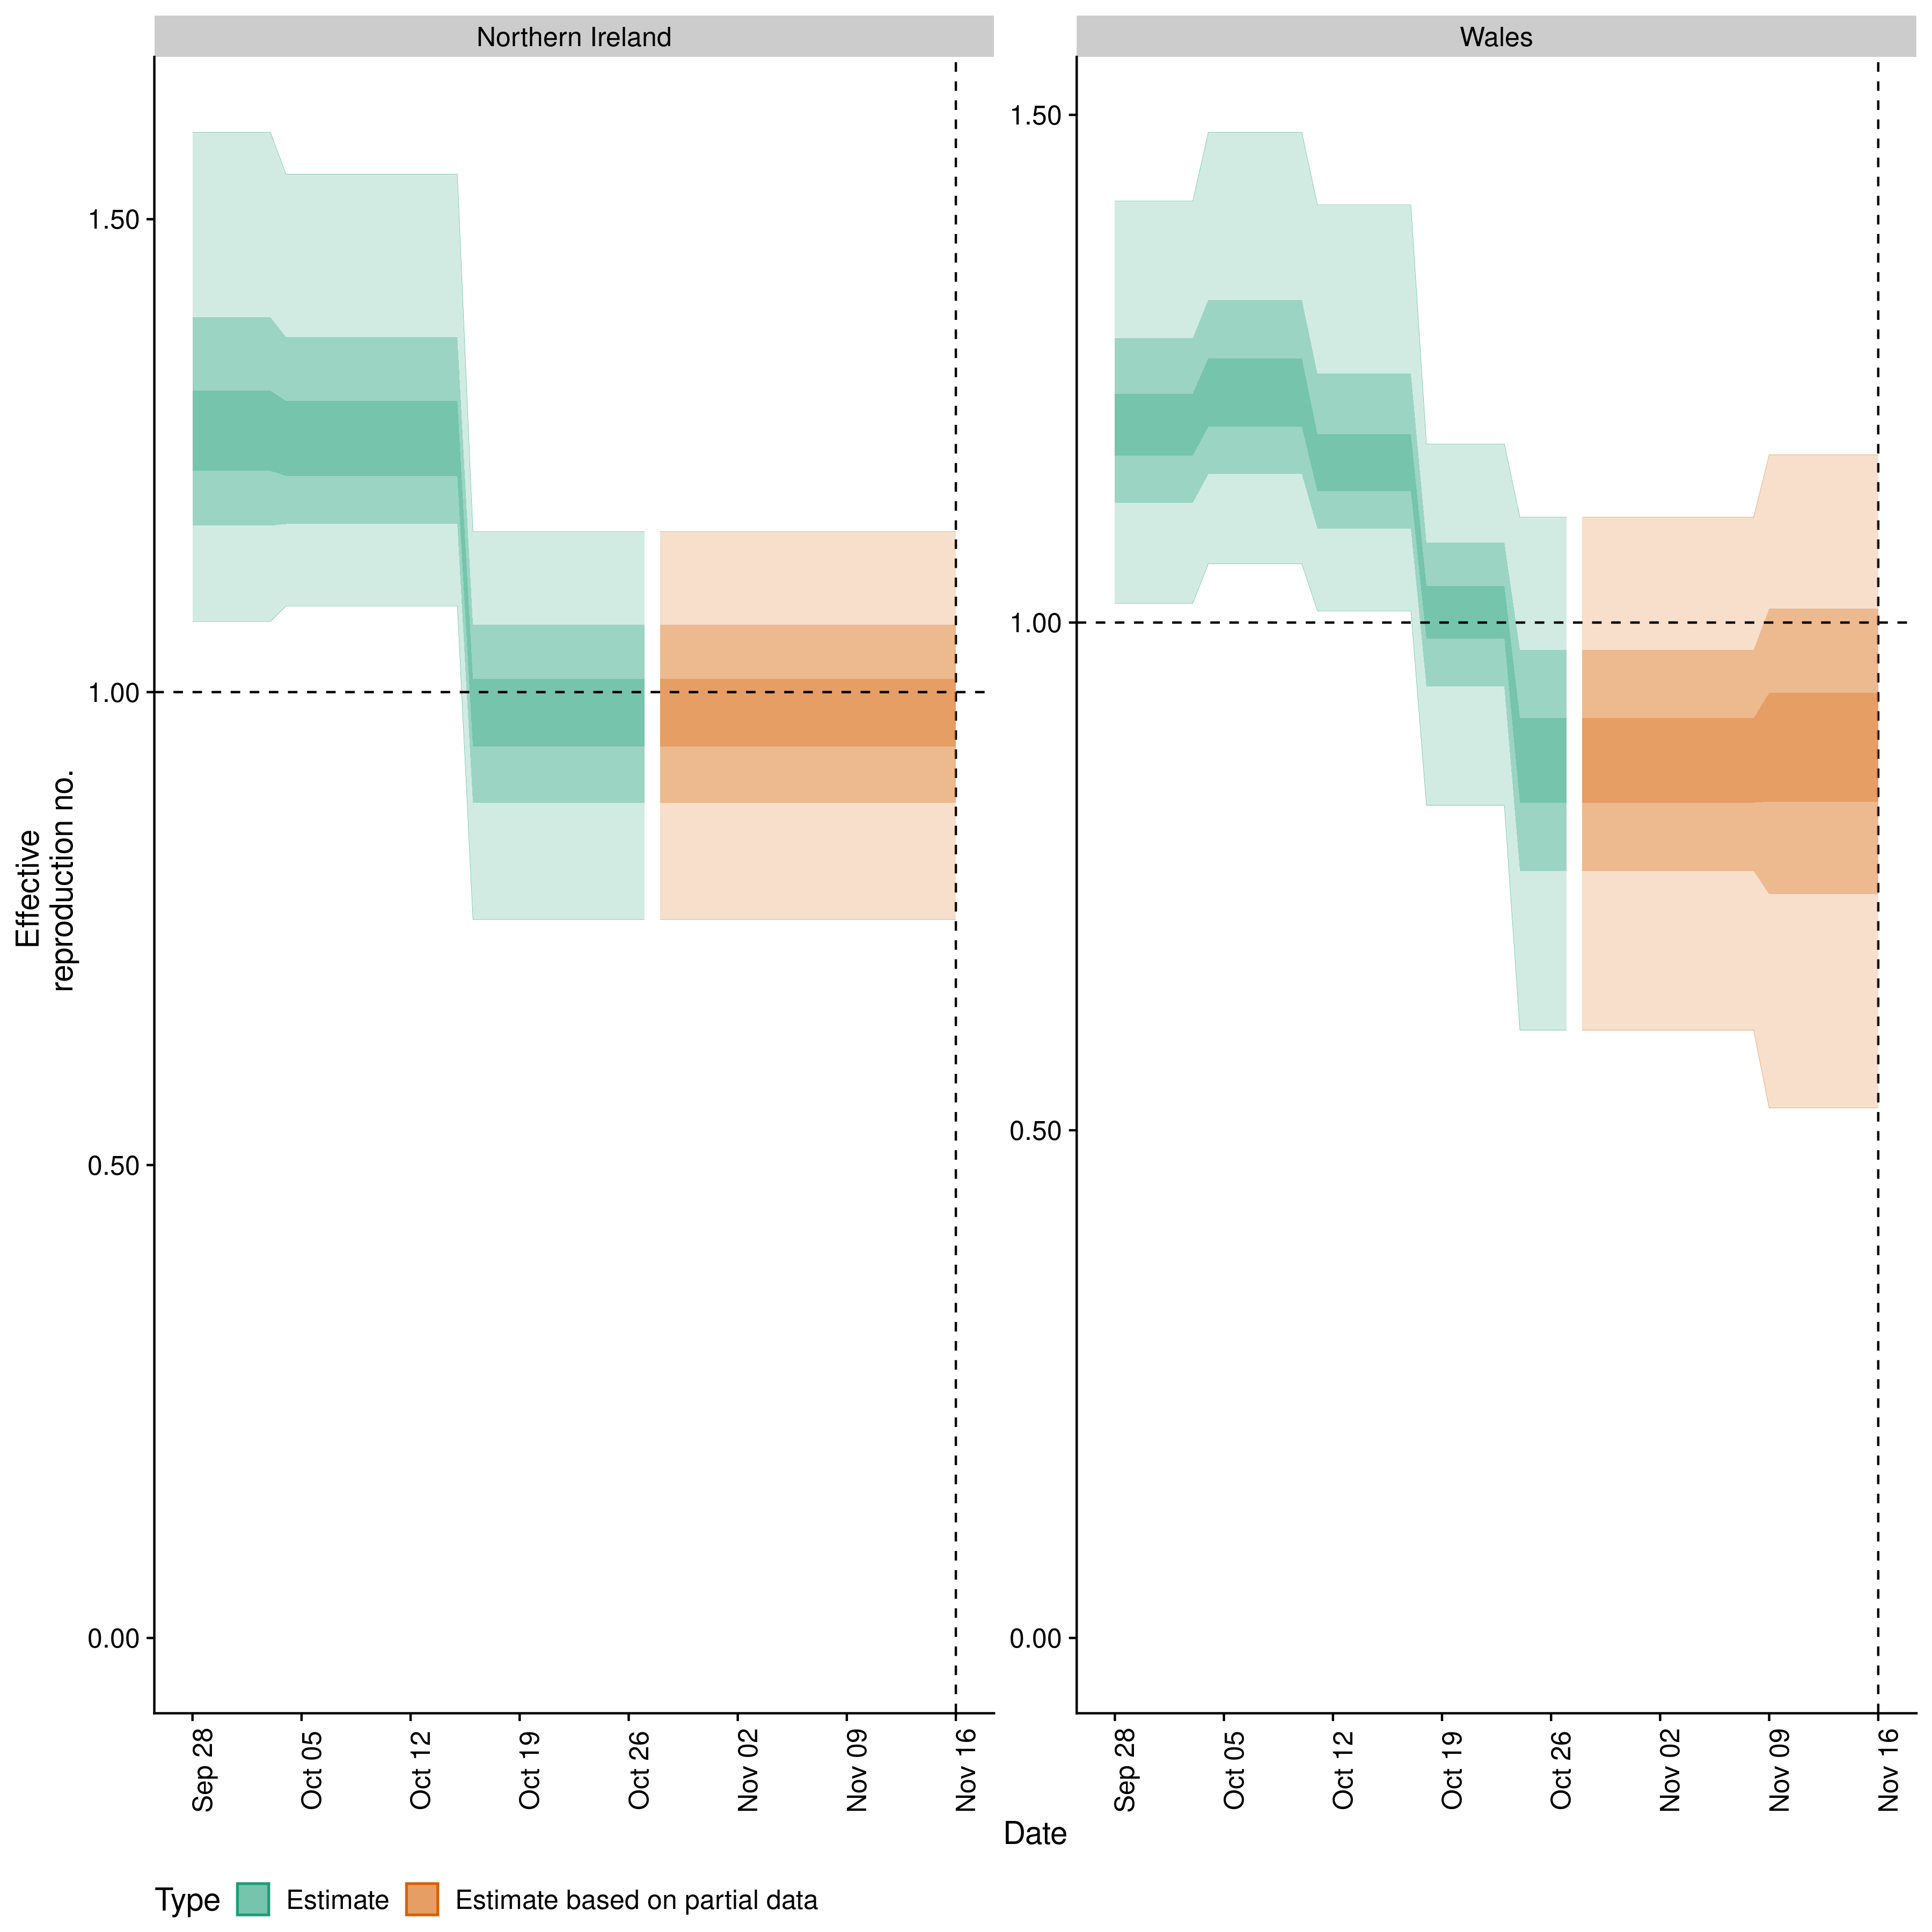 Northern Ireland
Wales
Effective
reproduction no.
1.50
1.00
0.50
0.00
1.50
1.00
0.50
0.00
Sep 28
Oct 05
Oct 12
Oct 19
Oct 26
Nov 02
Nov 09
Nov 16
Sep 28
Oct 05
Oct 12
Oct 19
Oct 26
Nov 02
Nov 09
Nov 16
Date
Type Estimate Estimate based on partial data